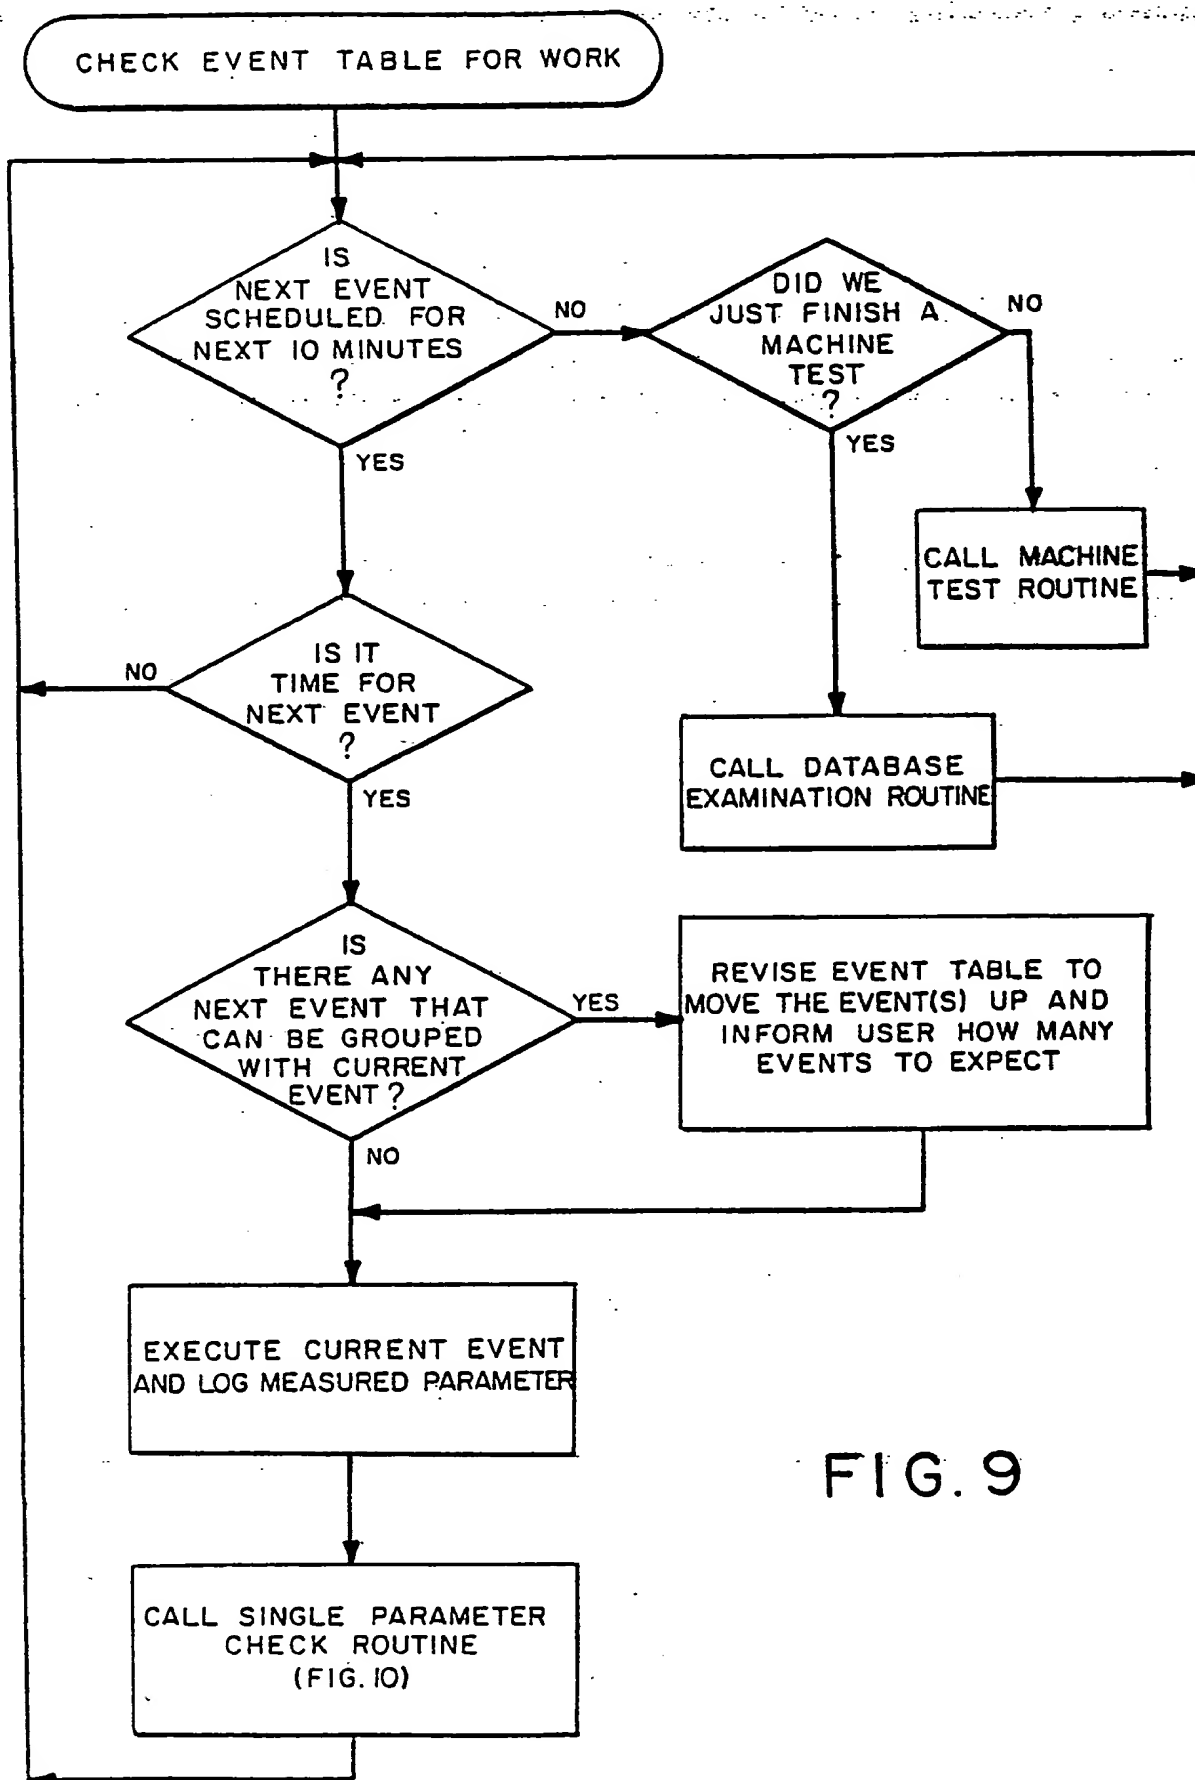 CHECK EVENT TABLE FOR WORK
IS
NEXT EVENT
SCHEDULED FOR
NEXT 10 MINUTES
?
NO
YES
DID WE
JUST FINISH A
MACHINE
TEST
?
NO
YES
CALL MACHINE
TEST ROUTINE
IS IT
TIME FOR
NEXT EVENT
?
NO
YES
CALL DATABASE
EXAMINATION ROUTINE
IS
THERE ANY
NEXT EVENT THAT
CAN BE GROUPED
WITH CURRENT
EVENT?
YES
NO
REVISE EVENT TABLE TO
MOVE THE EVENT(S) UP AND
INFORM USER HOW MANY
EVENTS TO EXPECT
EXECUTE CURRENT EVENT
AND LOG MEASURED PARAMETER
CALL SINGLE PARAMETER
CHECK ROUTINE
(FIG. 10)
FIG. 9